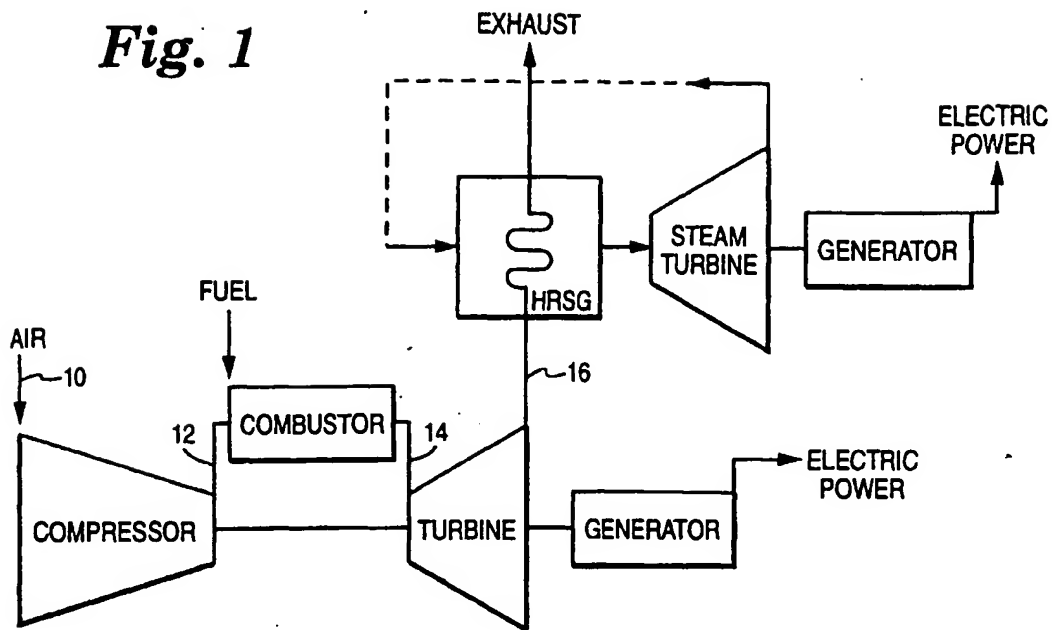 Fig. 1
EXHAUST
ELECTRIC
POWER
STEAM
TURBINE
GENERATOR
HRSG
FUEL
AIR
10
16
12
COMBUSTOR
14
ELECTRIC
POWER
COMPRESSOR
TURBINE
GENERATOR